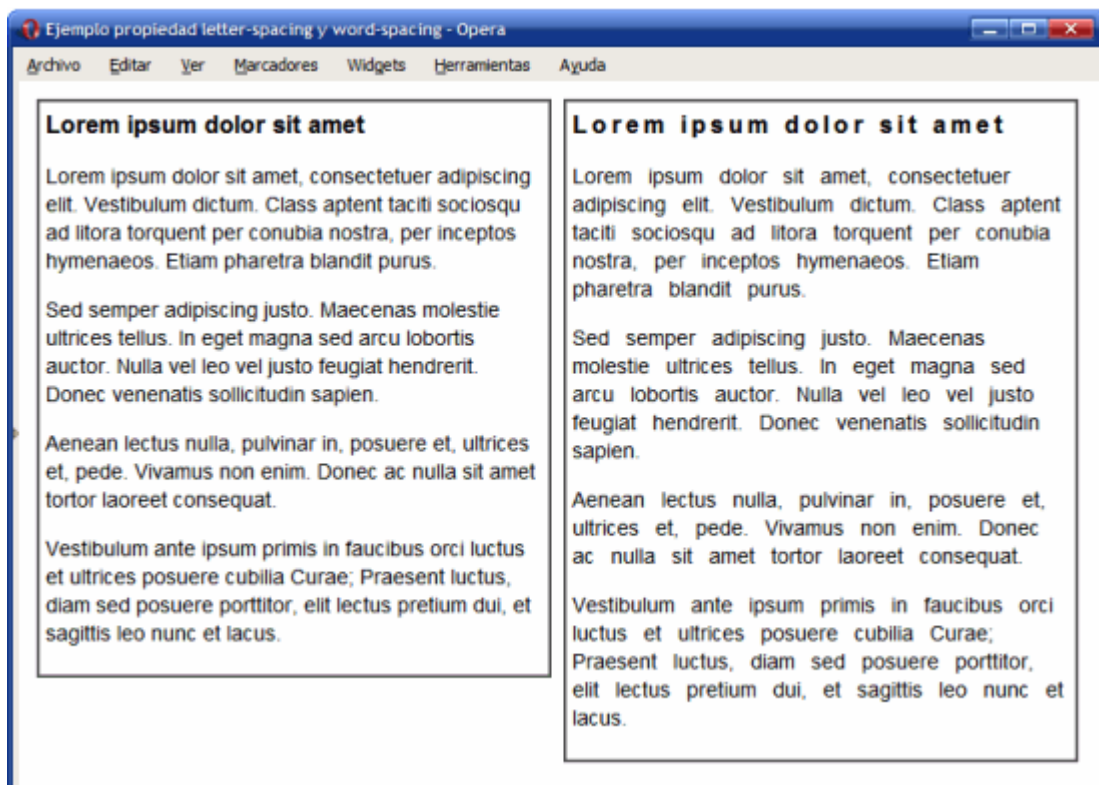 Ejemplo propiedad letter-spacing y word-spacing - Opera
Archivo Editar Ver Marcadores Widgets Herramientas Ayuda
Lorem ipsum dolor sit amet
Lorem ipsum dolor sit amet, consectetuer adipiscing
elit. Vestibulum dictum. Class aptent taciti sociosqu
ad litora torquent per conubia nostra, per inceptos
hymenaeos. Etiam pharetra blandit purus.
Sed semper adipiscing justo. Maecenas molestie
ultrices tellus. In eget magna sed arcu lobortis
auctor. Nulla vel leo vel justo feugiat hendrerit.
Donec venenatis sollicitudin sapien.
Aenean lectus nulla, pulvinar in, posuere et, ultrices
et, pede. Vivamus non enim. Donec ac nulla sit amet
tortor laoreet consequat.
Vestibulum ante ipsum primis in faucibus orci luctus
et ultrices posuere cubilia Curae; Praesent luctus,
diam sed posuere porttitor, elit lectus pretium dui, et
sagittis leo nunc et lacus.
Lorem ipsum dolor sit amet
Lorem ipsum dolor sit amet, consectetuer
adipiscing elit. Vestibulum dictum. Class aptent
taciti sociosqu ad litora torquent per conubia
nostra, per inceptos hymenaeos. Etiam
pharetra blandit purus.
Sed semper adipiscing justo. Maecenas
molestie ultrices tellus. In eget magna sed
arcu lobortis auctor. Nulla vel leo vel justo
feugiat hendrerit. Donec venenatis sollicitudin
sapien.
Aenean lectus nulla, pulvinar in, posuere et,
ultrices et, pede. Vivamus non enim. Donec
ac nulla sit amet tortor laoreet consequat.
Vestibulum ante ipsum primis in faucibus orci
luctus et ultrices posuere cubilia Curae;
Praesent luctus, diam sed posuere porttitor,
elit lectus pretium dui, et sagittis leo nunc et
lacus.